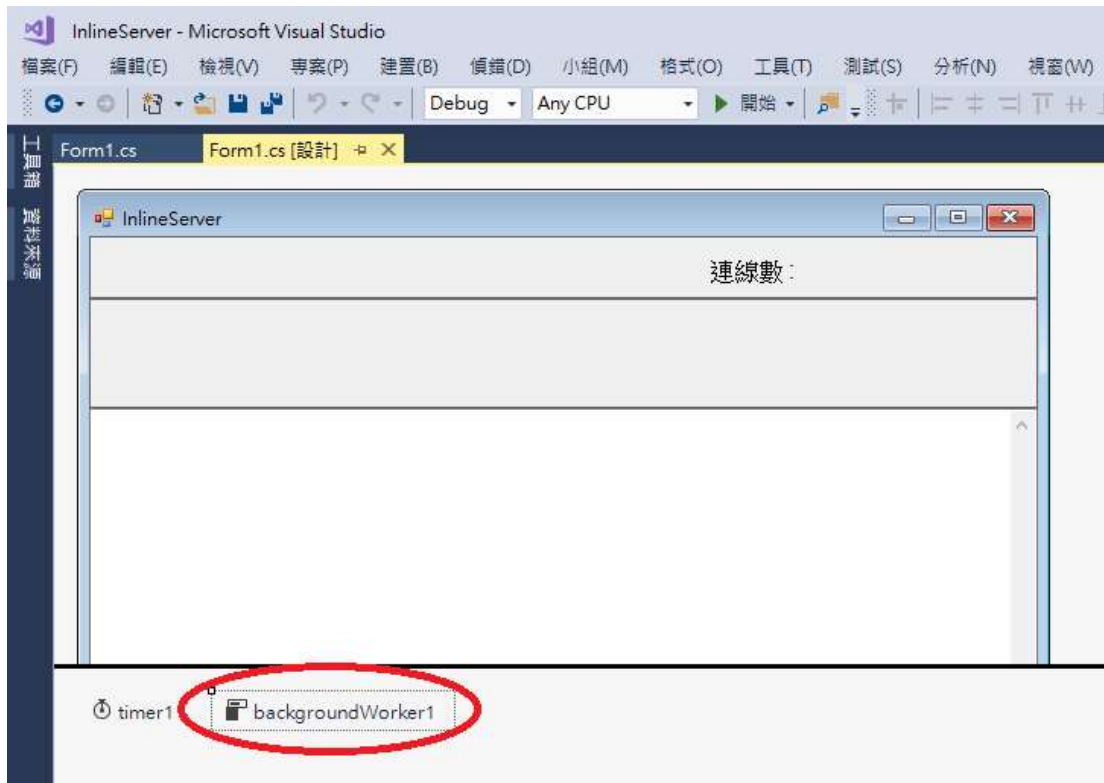 InlineServer - Microsoft Visual Studio
檔案(F) 編輯(E) 檢視(V) 專案(P) 建置(B) 偵錯(D) 小組(M) 格式(O) 工具(T) 測試(S) 分析(N) 視窗(W)
Debug Any CPU 開始
工具箱
資料來源
Form1.cs Form1.cs [設計]
InlineServer
連線數 :
timer1 backgroundWorker1